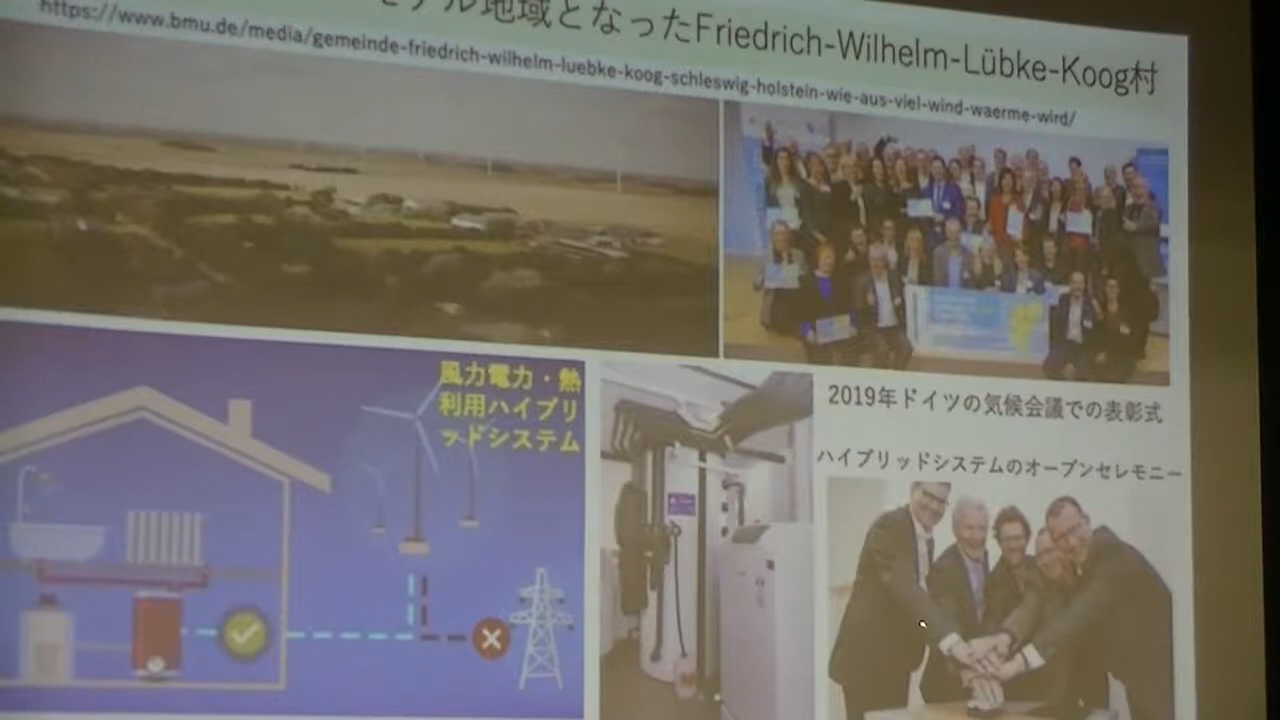 モデル地域となったFriedrich-Wilhelm-Lübke-Koog村
https://www.bmu.de/media/gemeinde-friedrich-wilhelm-luebke-koog-schleswig-holstein-wie-aus-viel-wind-waerme-wird/
風力電力・熱
利用ハイブリ
ッドシステム
2019年ドイツの気候会議での表彰式
ハイブリッドシステムのオープンセレモニー